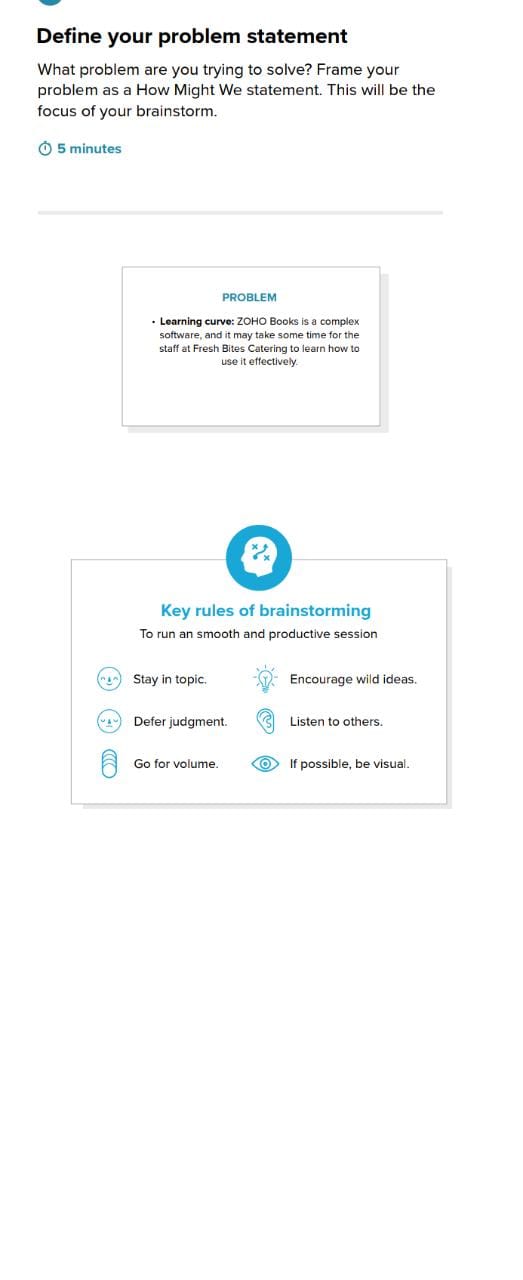 Define your problem statement
What problem are you trying to solve? Frame your
problem as a How Might We statement. This will be the
focus of your brainstorm.
5 minutes
PROBLEM
• Learning curve: ZOHO Books is a complex
software, and it may take some time for the
staff at Fresh Bites Catering to learn how to
use it effectively.
Key rules of brainstorming
To run an smooth and productive session
Stay in topic.
Encourage wild ideas.
Defer judgment.
Listen to others.
Go for volume.
If possible, be visual.